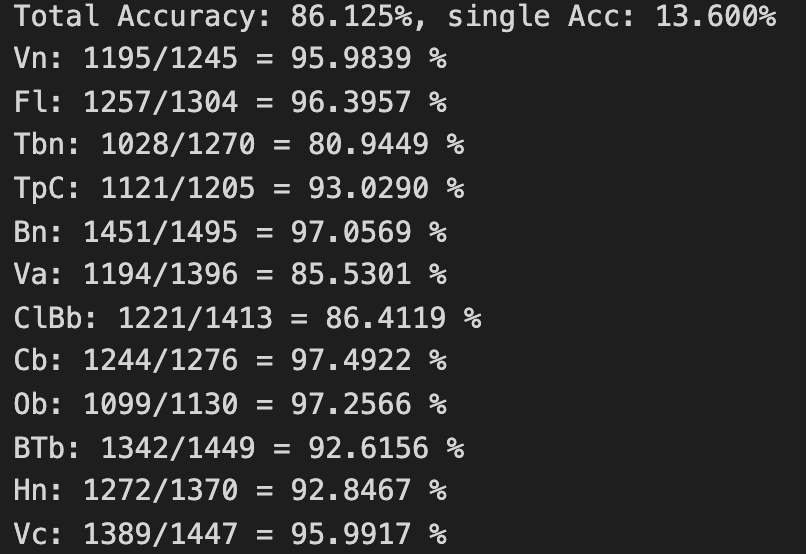 Total Accuracy: 86.125%, single Acc: 13.600%
Vn: 1195/1245 = 95.9839 %
Fl: 1257/1304 = 96.3957 %
Tbn: 1028/1270 = 80.9449 %
TpC: 1121/1205 = 93.0290 %
Bn: 1451/1495 = 97.0569 %
Va: 1194/1396 = 85.5301 %
ClBb: 1221/1413 = 86.4119 %
Cb: 1244/1276 = 97.4922 %
Ob: 1099/1130 = 97.2566 %
BTb: 1342/1449 = 92.6156 %
Hn: 1272/1370 = 92.8467 %
Vc: 1389/1447 = 95.9917 %